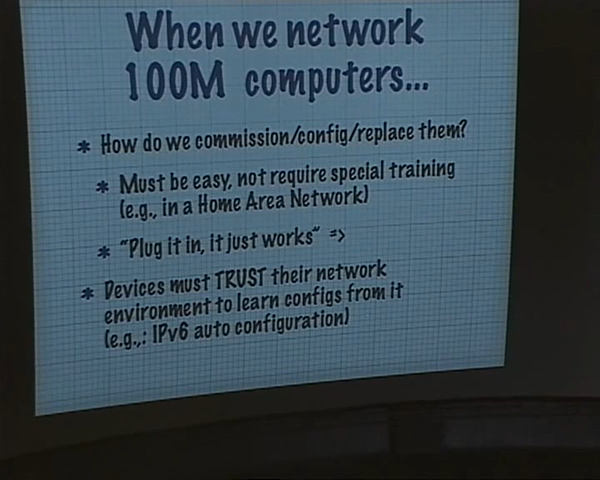 When we network
100M computers...
* How do we commission/config/replace them?
* Must be easy, not require special training
(e.g., in a Home Area Network)
* "Plug it in, it just works" =>
* Devices must TRUST their network
environment to learn configs from it
(e.g.,: IPv6 auto configuration)